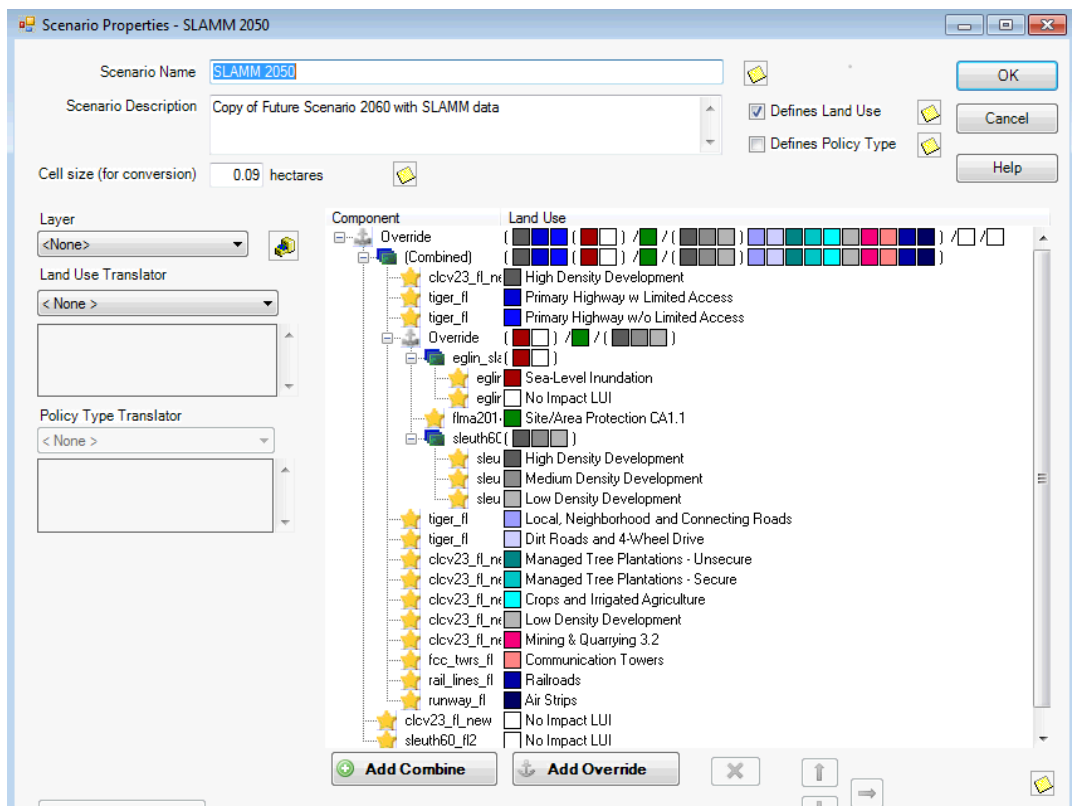 Scenario Properties - SLAMM 2050
Scenario Name SLAMM 2050
OK
Scenario Description Copy of Future Scenario 2060 with SLAMM data
Defines Land Use
Cancel
Defines Policy Type
Cell size (for conversion) 0.09 hectares
Help
Layer
<None>
Land Use Translator
< None >
Policy Type Translator
< None >
Component Land Use
Override ( ( ) / / ( ) ) / /
(Combined) ( ( ) / / ( ) )
clcv23_fl_ne High Density Development
tiger_fl Primary Highway w Limited Access
tiger_fl Primary Highway w/o Limited Access
Override ( ) / / ( )
eglin_sla ( )
eglir Sea-Level Inundation
eglir No Impact LUI
flma201 Site/Area Protection CA1.1
sleuth60 ( )
sleu High Density Development
sleu Medium Density Development
sleu Low Density Development
tiger_fl Local, Neighborhood and Connecting Roads
tiger_fl Dirt Roads and 4-Wheel Drive
clcv23_fl_ne Managed Tree Plantations - Unsecure
clcv23_fl_ne Managed Tree Plantations - Secure
clcv23_fl_ne Crops and Irrigated Agriculture
clcv23_fl_ne Low Density Development
clcv23_fl_ne Mining & Quarrying 3.2
fcc_twrs_fl Communication Towers
rail_lines_fl Railroads
runway_fl Air Strips
clcv23_fl_new No Impact LUI
sleuth60_fl2 No Impact LUI
Add Combine
Add Override